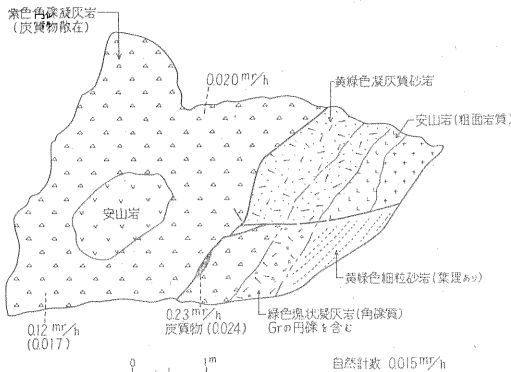 紫色角礫凝灰岩
(炭質物散在)
0.020 mr/h
黄緑色凝灰質砂岩
安山岩(粗面岩質)
安山岩
黄緑色細粒砂岩(葉理あり)
0.12 mr/h
(0.017)
0.23 mr/h
炭質物(0.024)
緑色塊状凝灰岩(角礫質)
Grの円礫を含む
0 1m
自然計数 0.015 mr/h